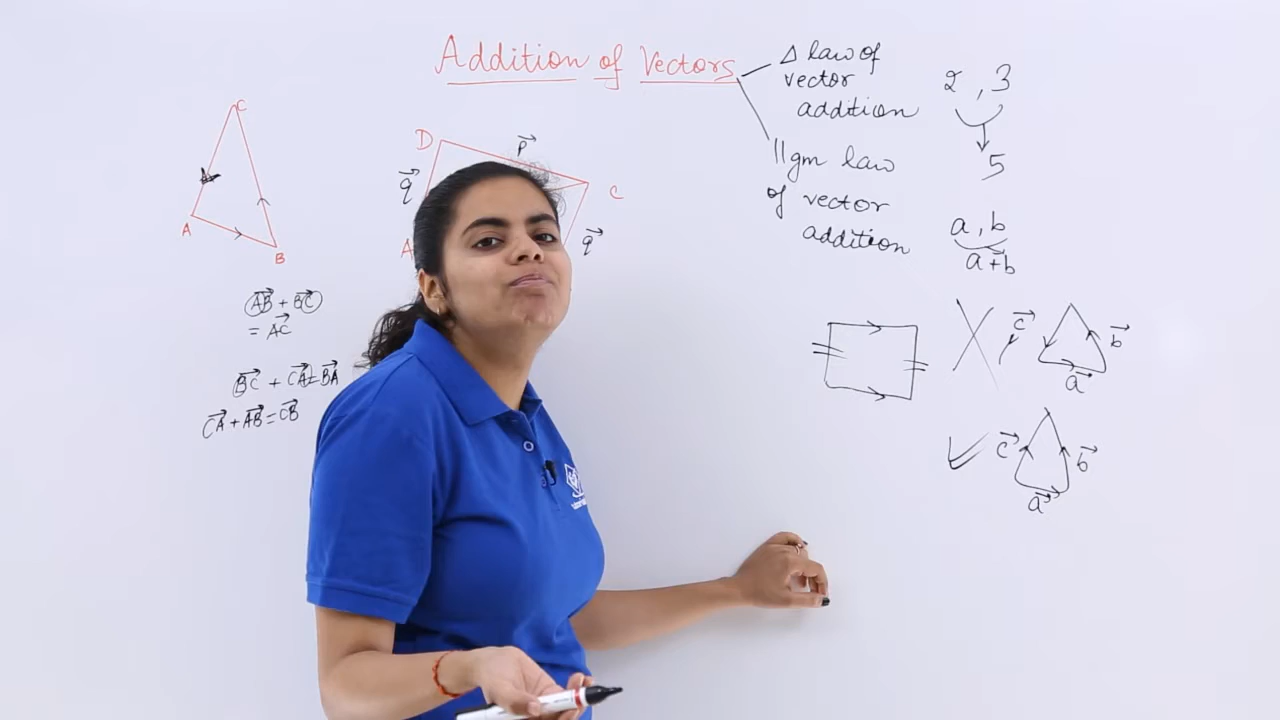 Addition of Vectors
Δ law of
vector
addition
||gm law
of vector
addition
2 , 3
5
a , b
a + b
C
A
B
AB→ + BC→
= AC→
BC→ + CA→ = BA→
CA→ + AB→ = CB→
D
p→
C
q→
q→
A
c→
b→
a→
c→
b→
a→